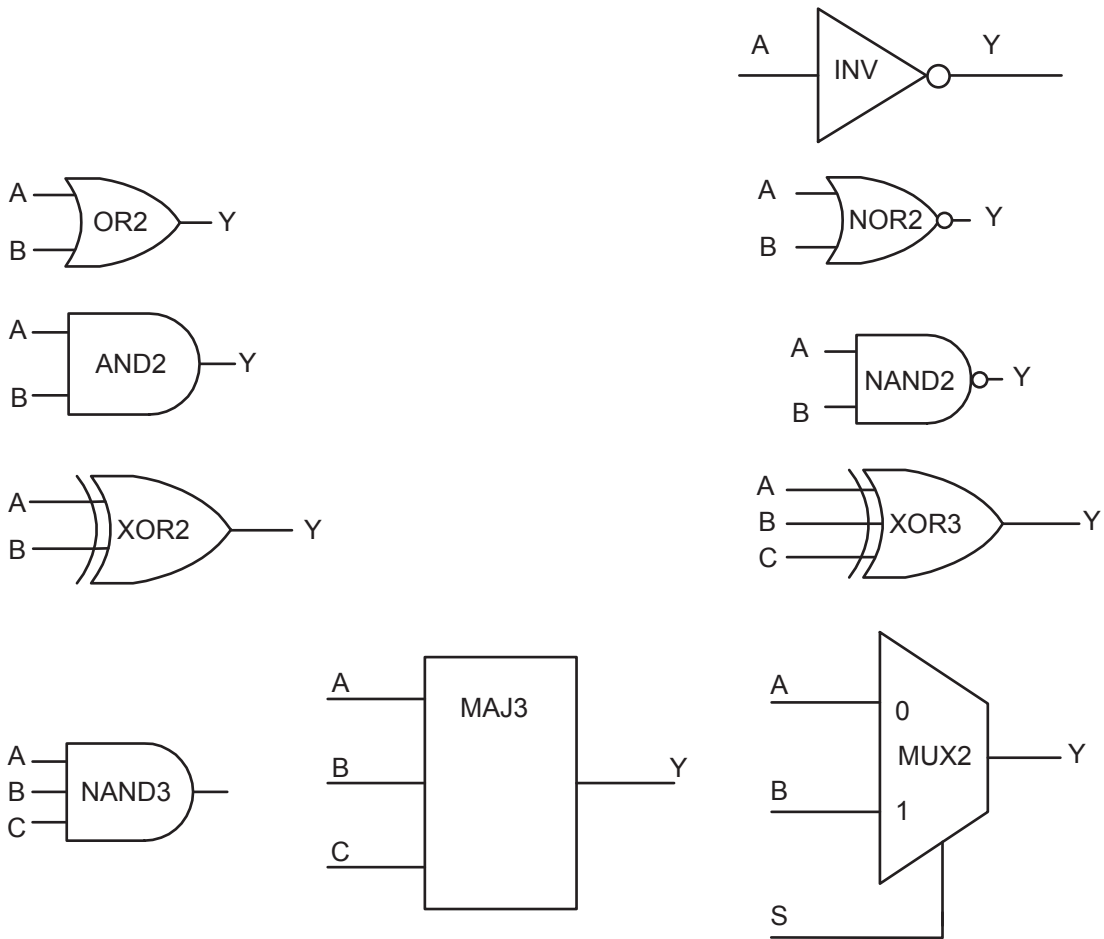 A INV Y
A OR2 Y
B
A NOR2 Y
B
A AND2 Y
B
A NAND2 Y
B
A XOR2 Y
B
A
B XOR3 Y
C
A
B NAND3
C
A MAJ3
B Y
C
A 0
MUX2 Y
B 1
S